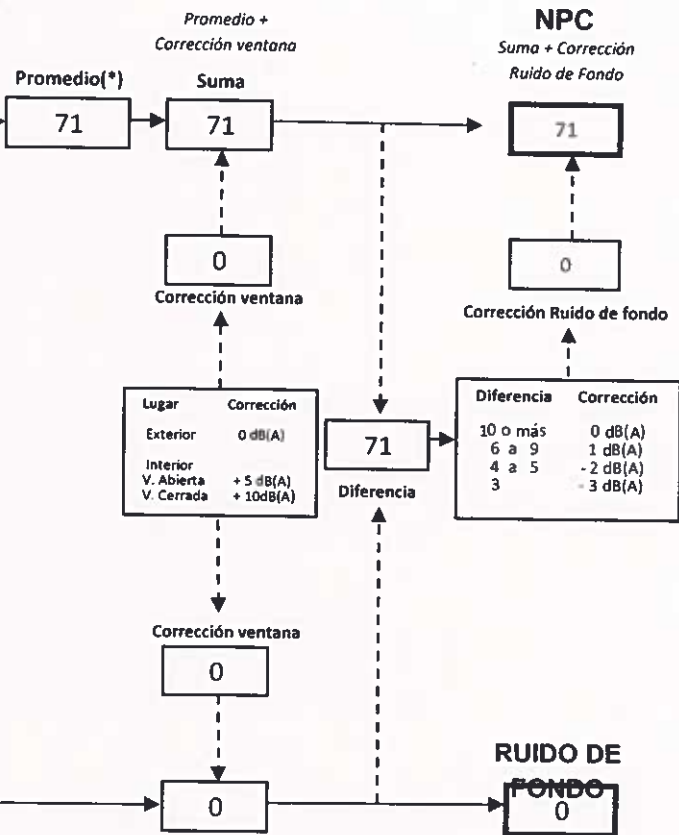 Promedio +
Corrección ventana
NPC
Suma + Corrección
Ruido de Fondo
Promedio(*)
Suma
71
71
71
0
Corrección ventana
0
Corrección Ruido de fondo
Lugar Corrección
Exterior 0 dB(A)
Interior
V. Abierta + 5 dB(A)
V. Cerrada + 10dB(A)
71
Diferencia
Diferencia Corrección
10 o más 0 dB(A)
6 a 9 1 dB(A)
4 a 5 - 2 dB(A)
3 - 3 dB(A)
Corrección ventana
0
0
RUIDO DE
FONDO
0